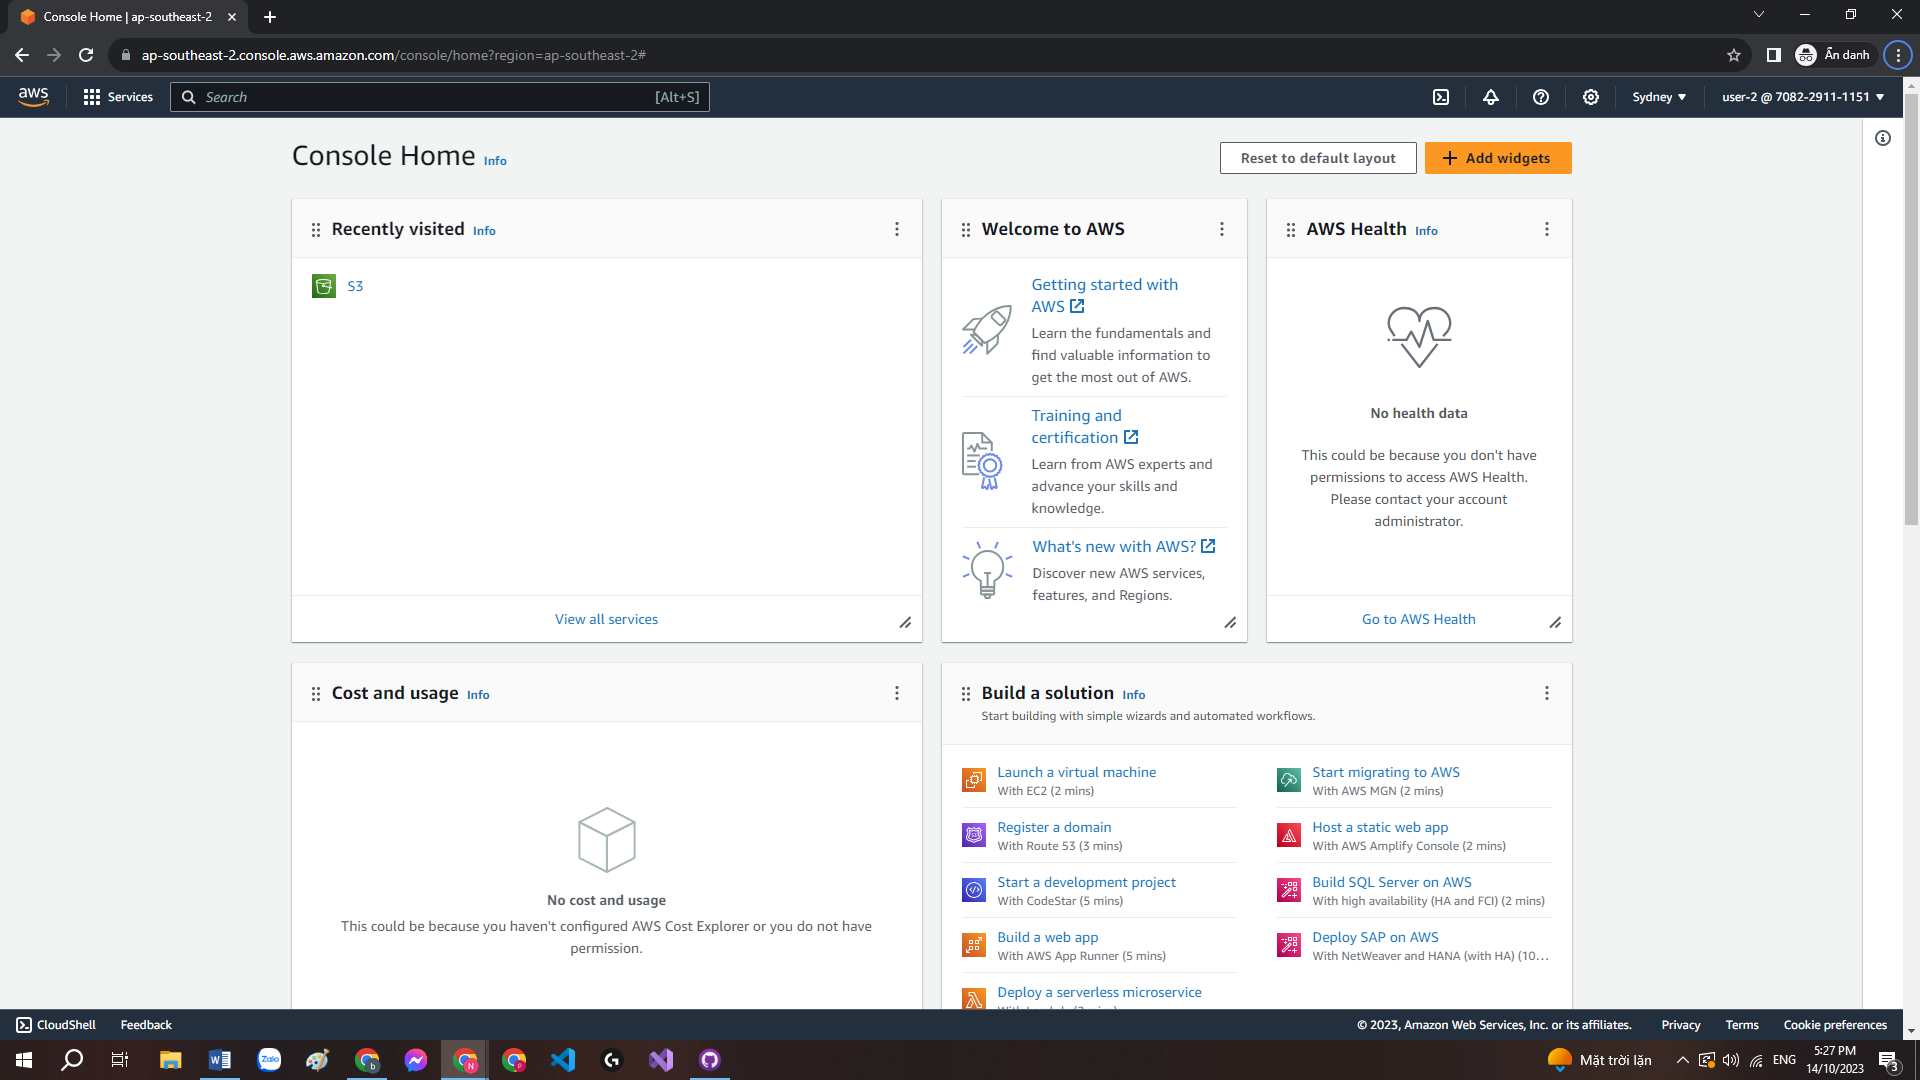 Console Home | ap-southeast-2
ap-southeast-2.console.aws.amazon.com/console/home?region=ap-southeast-2#
Ẩn danh
aws
Services
Search
[Alt+S]
Sydney
user-2 @ 7082-2911-1151
Console Home Info
Reset to default layout
Add widgets
Recently visited Info
S3
View all services
Welcome to AWS
Getting started with
AWS
Learn the fundamentals and
find valuable information to
get the most out of AWS.
Training and
certification
Learn from AWS experts and
advance your skills and
knowledge.
What's new with AWS?
Discover new AWS services,
features, and Regions.
AWS Health Info
No health data
This could be because you don't have
permissions to access AWS Health.
Please contact your account
administrator.
Go to AWS Health
Cost and usage Info
No cost and usage
This could be because you haven't configured AWS Cost Explorer or you do not have
permission.
Build a solution Info
Start building with simple wizards and automated workflows.
Launch a virtual machine
With EC2 (2 mins)
Register a domain
With Route 53 (3 mins)
Start a development project
With CodeStar (5 mins)
Build a web app
With AWS App Runner (5 mins)
Deploy a serverless microservice
Start migrating to AWS
With AWS MGN (2 mins)
Host a static web app
With AWS Amplify Console (2 mins)
Build SQL Server on AWS
With high availability (HA and FCI) (2 mins)
Deploy SAP on AWS
With NetWeaver and HANA (with HA) (10...
CloudShell
Feedback
© 2023, Amazon Web Services, Inc. or its affiliates.
Privacy
Terms
Cookie preferences
Zalo
Mặt trời lặn
ENG
5:27 PM
14/10/2023
3